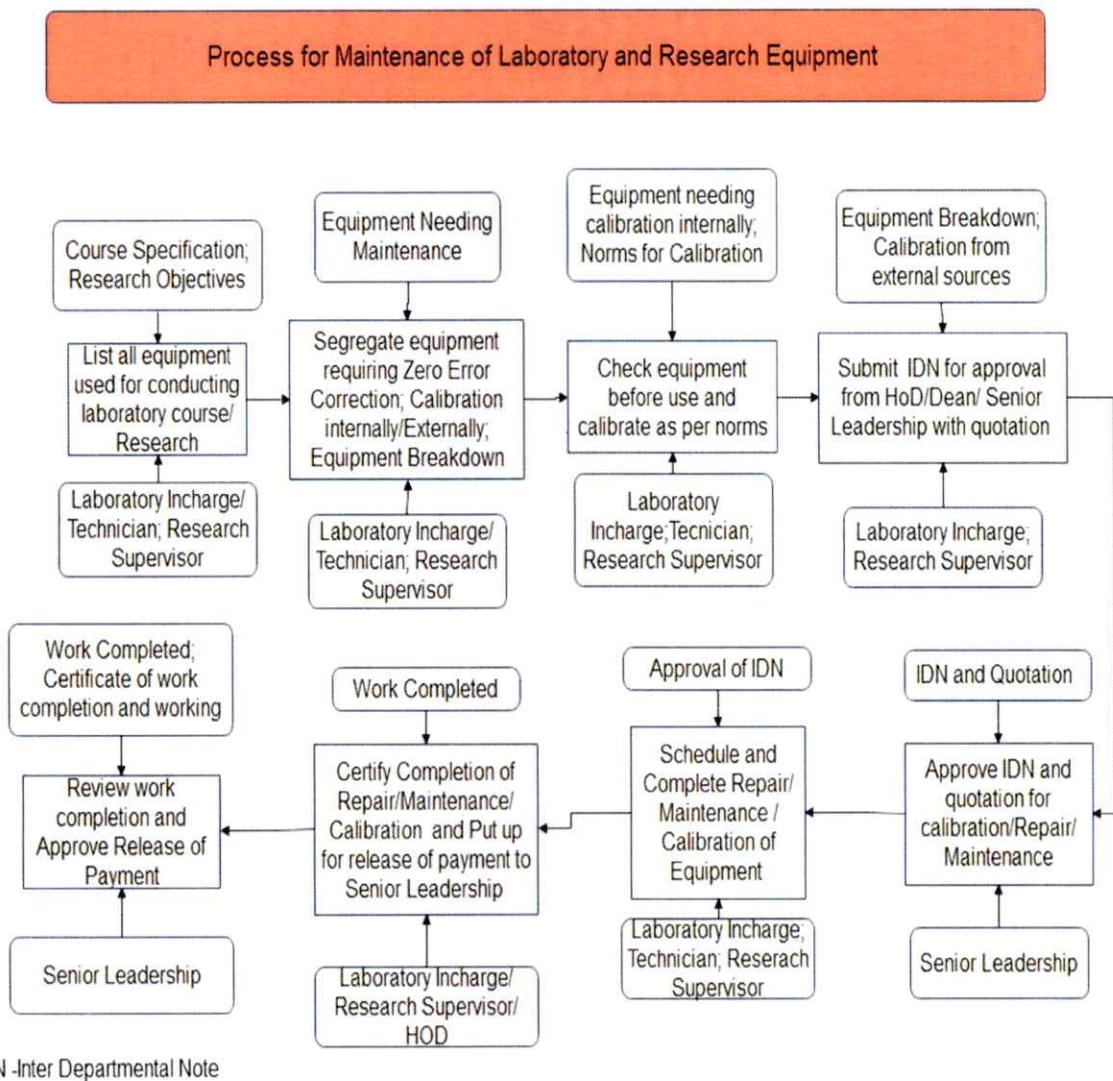 Process for Maintenance of Laboratory and Research Equipment
Course Specification;
Research Objectives
List all equipment
used for conducting
laboratory course/
Research
Laboratory Incharge/
Technician; Research
Supervisor
Equipment Needing
Maintenance
Segregate equipment
requiring Zero Error
Correction; Calibration
internally/Externally;
Equipment Breakdown
Laboratory Incharge/
Technician; Research
Supervisor
Equipment needing
calibration internally;
Norms for Calibration
Check equipment
before use and
calibrate as per norms
Laboratory
Incharge;Tecnician;
Research Supervisor
Equipment Breakdown;
Calibration from
external sources
Submit IDN for approval
from HoD/Dean/ Senior
Leadership with quotation
Laboratory Incharge;
Research Supervisor
IDN and Quotation
Approve IDN and
quotation for
calibration/Repair/
Maintenance
Senior Leadership
Approval of IDN
Schedule and
Complete Repair/
Maintenance /
Calibration of
Equipment
Laboratory Incharge;
Technician; Reserach
Supervisor
Work Completed
Certify Completion of
Repair/Maintenance/
Calibration and Put up
for release of payment to
Senior Leadership
Laboratory Incharge/
Research Supervisor/
HOD
Work Completed;
Certificate of work
completion and working
Review work
completion and
Approve Release of
Payment
Senior Leadership
N -Inter Departmental Note